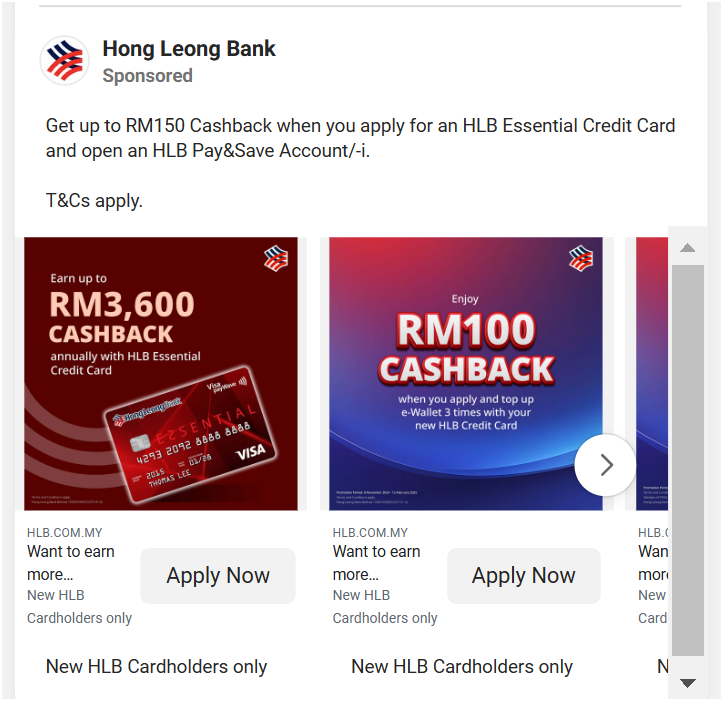 Hong Leong Bank
Sponsored
Get up to RM150 Cashback when you apply for an HLB Essential Credit Card
and open an HLB Pay&Save Account/-i.
T&Cs apply.
Earn up to
RM3,600
CASHBACK
annually with HLB Essential
Credit Card
Visa
payWave
HongLeong Bank
ESSENTIAL
4293 2092 8888 8888
2015
01/28
THOMAS LEE
VISA
Enjoy
RM100
CASHBACK
when you apply and top up
e-Wallet 3 times with your
new HLB Credit Card
HLB.COM.MY
Want to earn
more...
New HLB
Cardholders only
Apply Now
New HLB Cardholders only
HLB.COM.MY
Want to earn
more...
New HLB
Cardholders only
Apply Now
New HLB Cardholders only
HLB.
Wan
more
New
Card
N